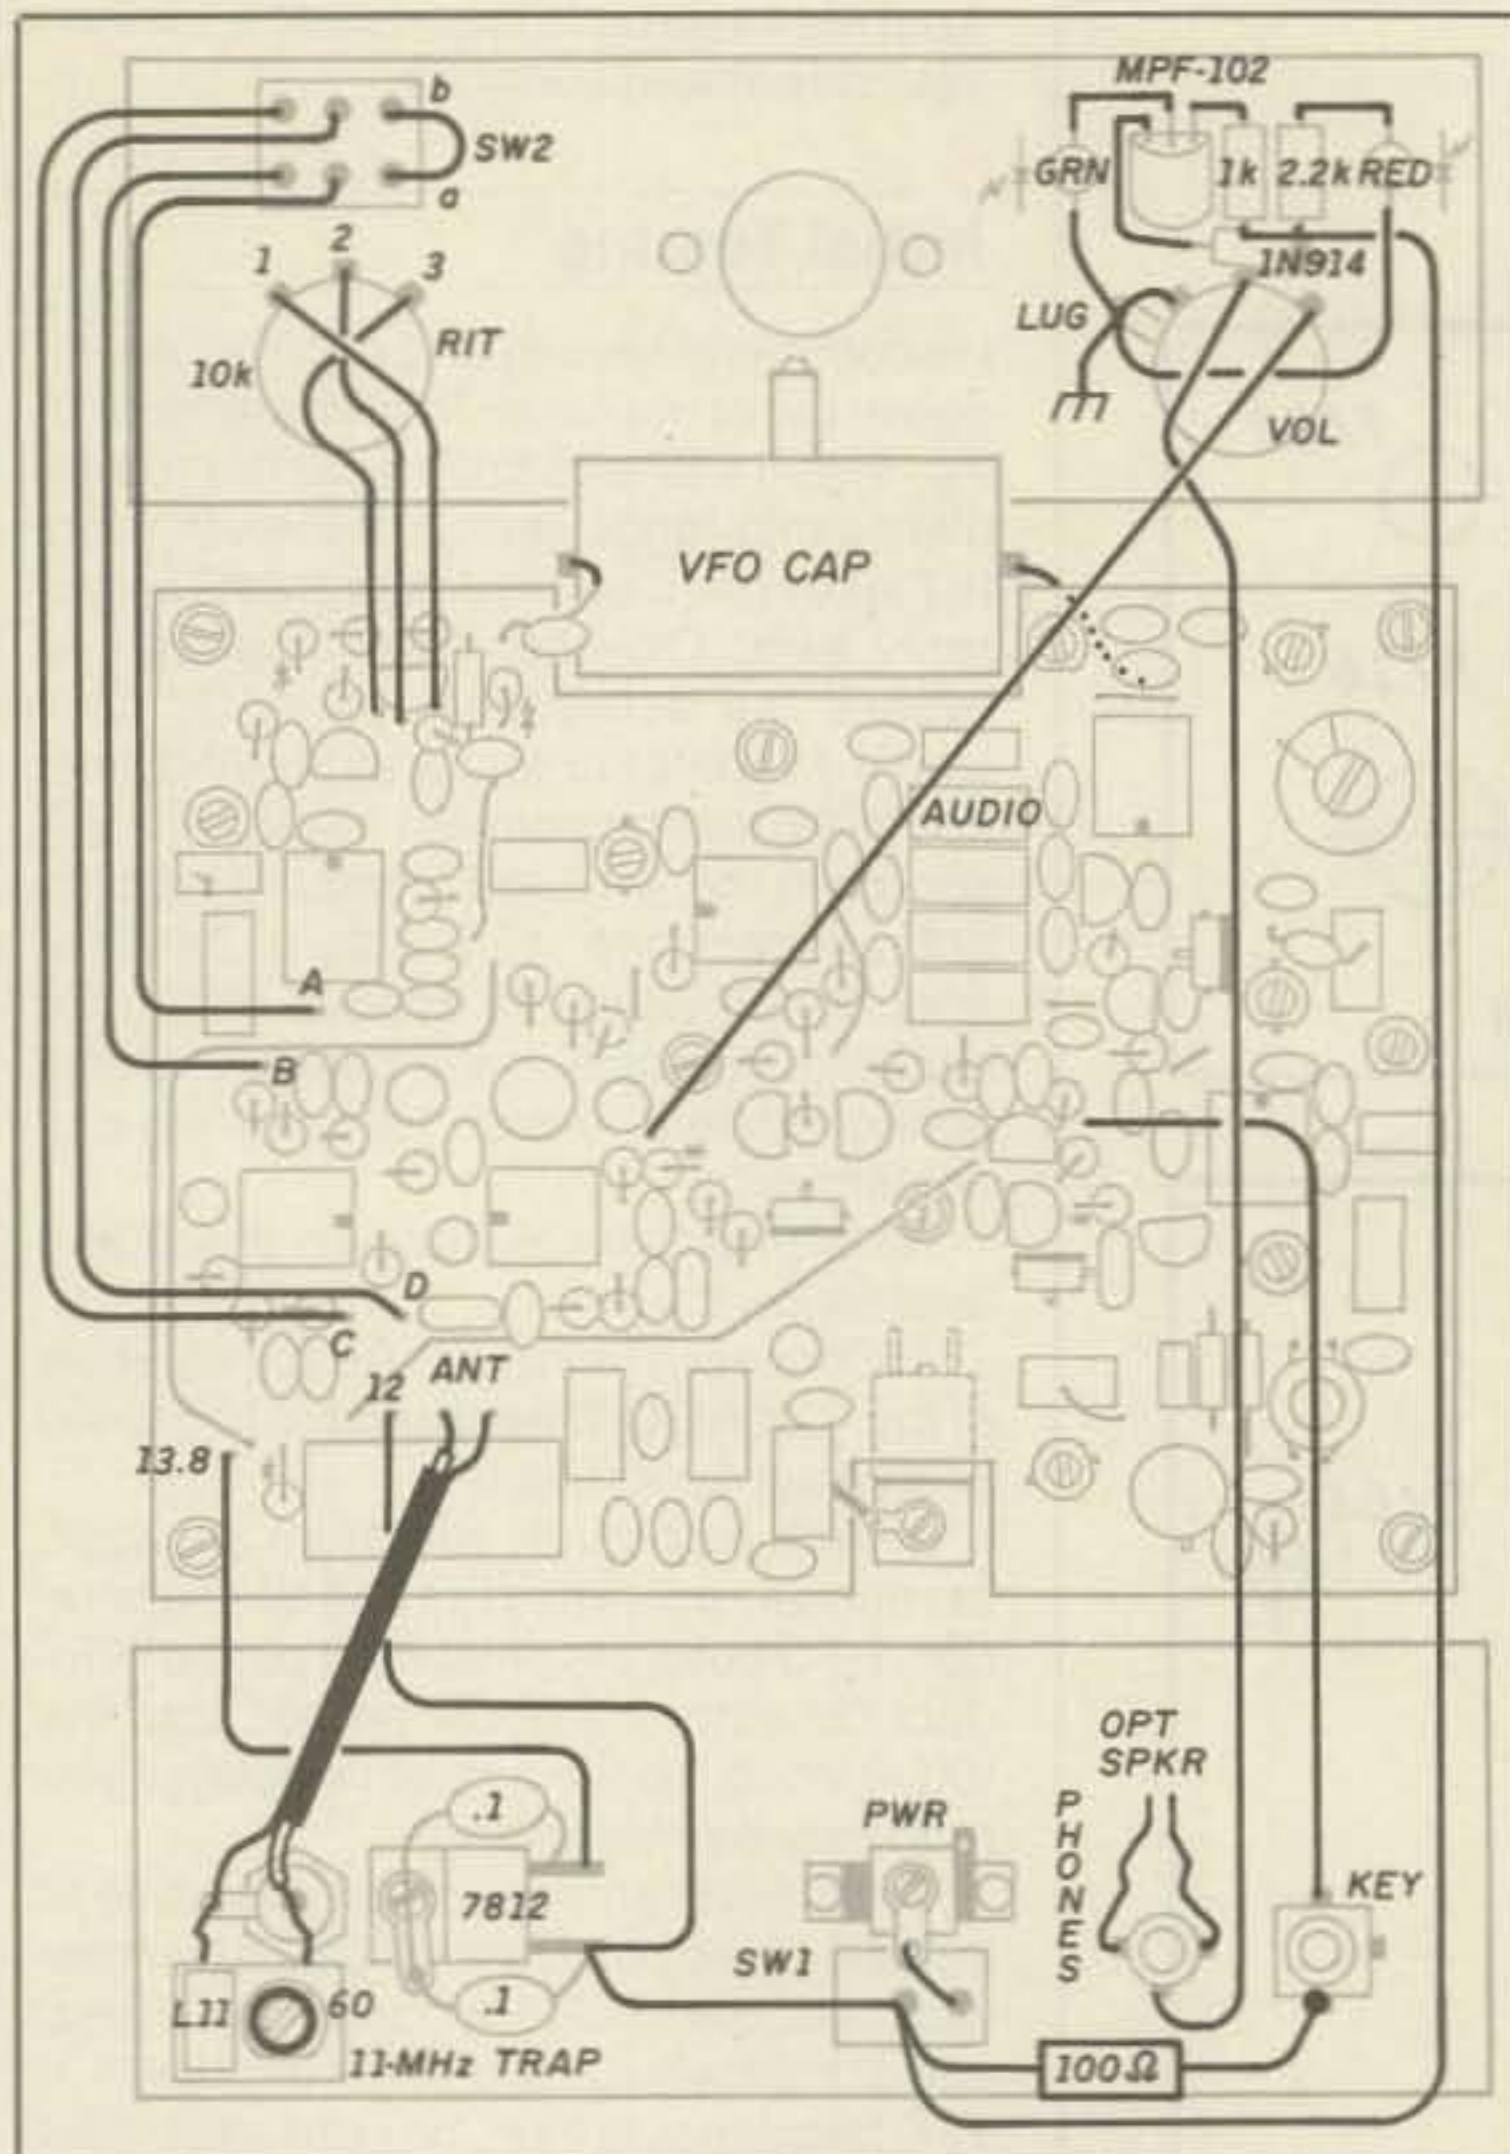 MPF-102
b
SW2
a
GRN
1k
2.2k
RED
1N914
1
2
3
RIT
10k
LUG
VOL
VFO CAP
AUDIO
A
B
D
C
12
ANT
13.8
OPT
SPKR
.1
PWR
PHONES
KEY
7812
SW1
L11
60
.1
11-MHz TRAP
100Ω